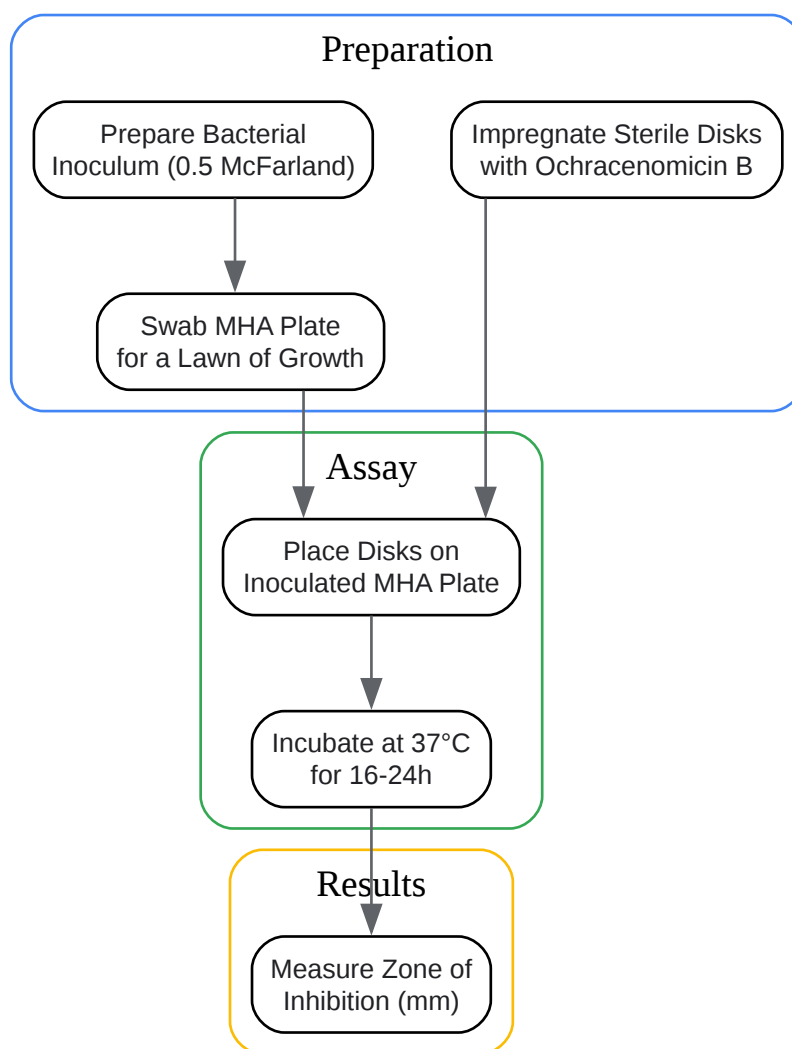 Preparation
Prepare Bacterial
Inoculum (0.5 McFarland)
Impregnate Sterile Disks
with Ochracenomicin B
Swab MHA Plate
for a Lawn of Growth
Assay
Place Disks on
Inoculated MHA Plate
Incubate at 37°C
for 16-24h
Results
Measure Zone of
Inhibition (mm)